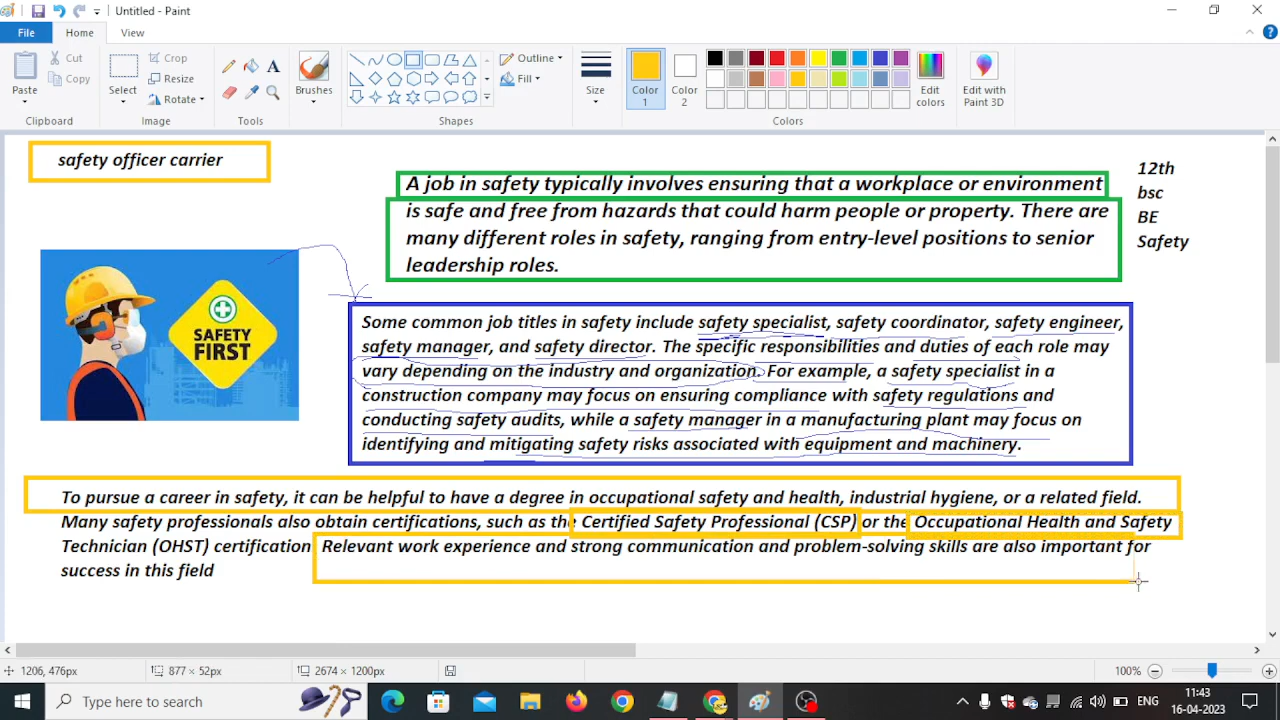 Untitled - Paint
File
Home
View
Paste
Cut
Copy
Clipboard
Select
Crop
Resize
Rotate
Image
A
Tools
Brushes
Outline
Fill
Shapes
Size
Color 1
Color 2
Edit colors
Colors
Edit with Paint 3D
safety officer carrier
A job in safety typically involves ensuring that a workplace or environment
is safe and free from hazards that could harm people or property. There are
many different roles in safety, ranging from entry-level positions to senior
leadership roles.
12th
bsc
BE
Safety
SAFETY
FIRST
Some common job titles in safety include safety specialist, safety coordinator, safety engineer,
safety manager, and safety director. The specific responsibilities and duties of each role may
vary depending on the industry and organization. For example, a safety specialist in a
construction company may focus on ensuring compliance with safety regulations and
conducting safety audits, while a safety manager in a manufacturing plant may focus on
identifying and mitigating safety risks associated with equipment and machinery.
To pursue a career in safety, it can be helpful to have a degree in occupational safety and health, industrial hygiene, or a related field.
Many safety professionals also obtain certifications, such as the Certified Safety Professional (CSP) or the Occupational Health and Safety
Technician (OHST) certification Relevant work experience and strong communication and problem-solving skills are also important for
success in this field
1206, 476px
877 × 52px
2674 × 1200px
100%
Type here to search
ENG
11:43
16-04-2023